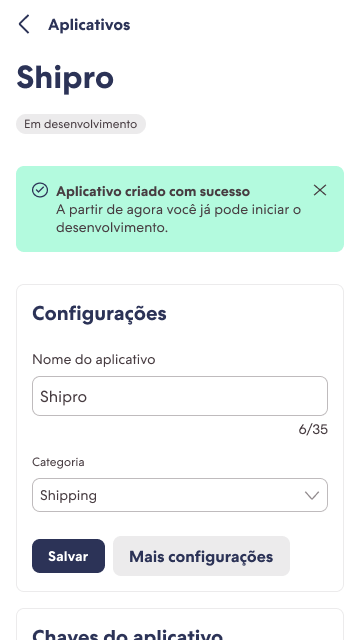 Aplicativos
Shipro
Em desenvolvimento
Aplicativo criado com sucesso
A partir de agora você já pode iniciar o
desenvolvimento.
Configurações
Nome do aplicativo
Shipro
6/35
Categoria
Shipping
Salvar
Mais configurações
Chaves do aplicativo